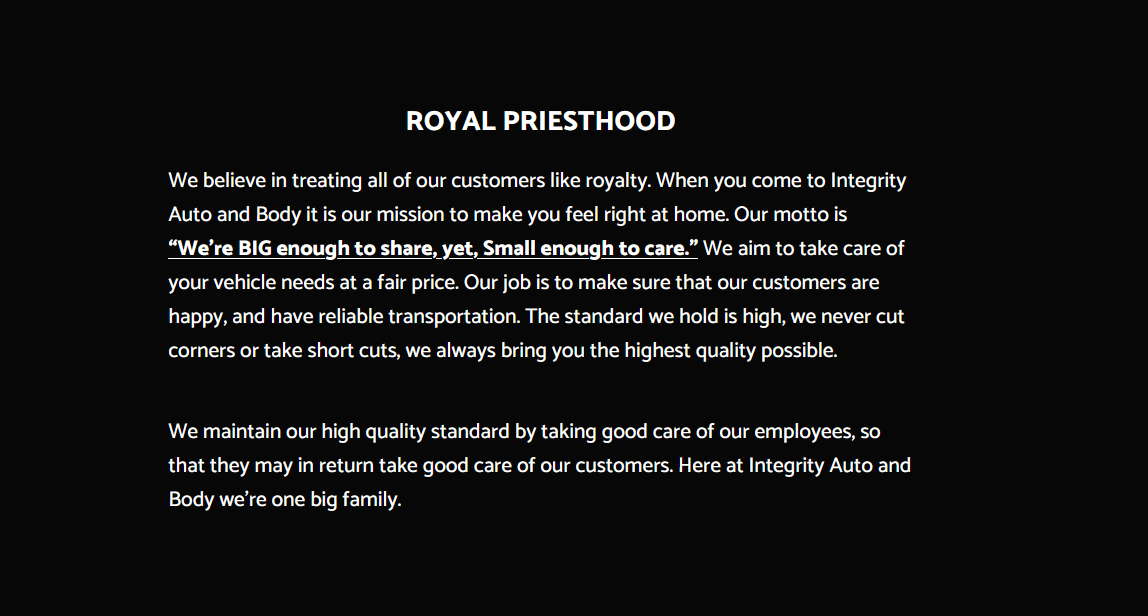 ROYAL PRIESTHOOD
We believe in treating all of our customers like royalty. When you come to Integrity
Auto and Body it is our mission to make you feel right at home. Our motto is
“We’re BIG enough to share, yet, Small enough to care.” We aim to take care of
your vehicle needs at a fair price. Our job is to make sure that our customers are
happy, and have reliable transportation. The standard we hold is high, we never cut
corners or take short cuts, we always bring you the highest quality possible.
We maintain our high quality standard by taking good care of our employees, so
that they may in return take good care of our customers. Here at Integrity Auto and
Body we’re one big family.